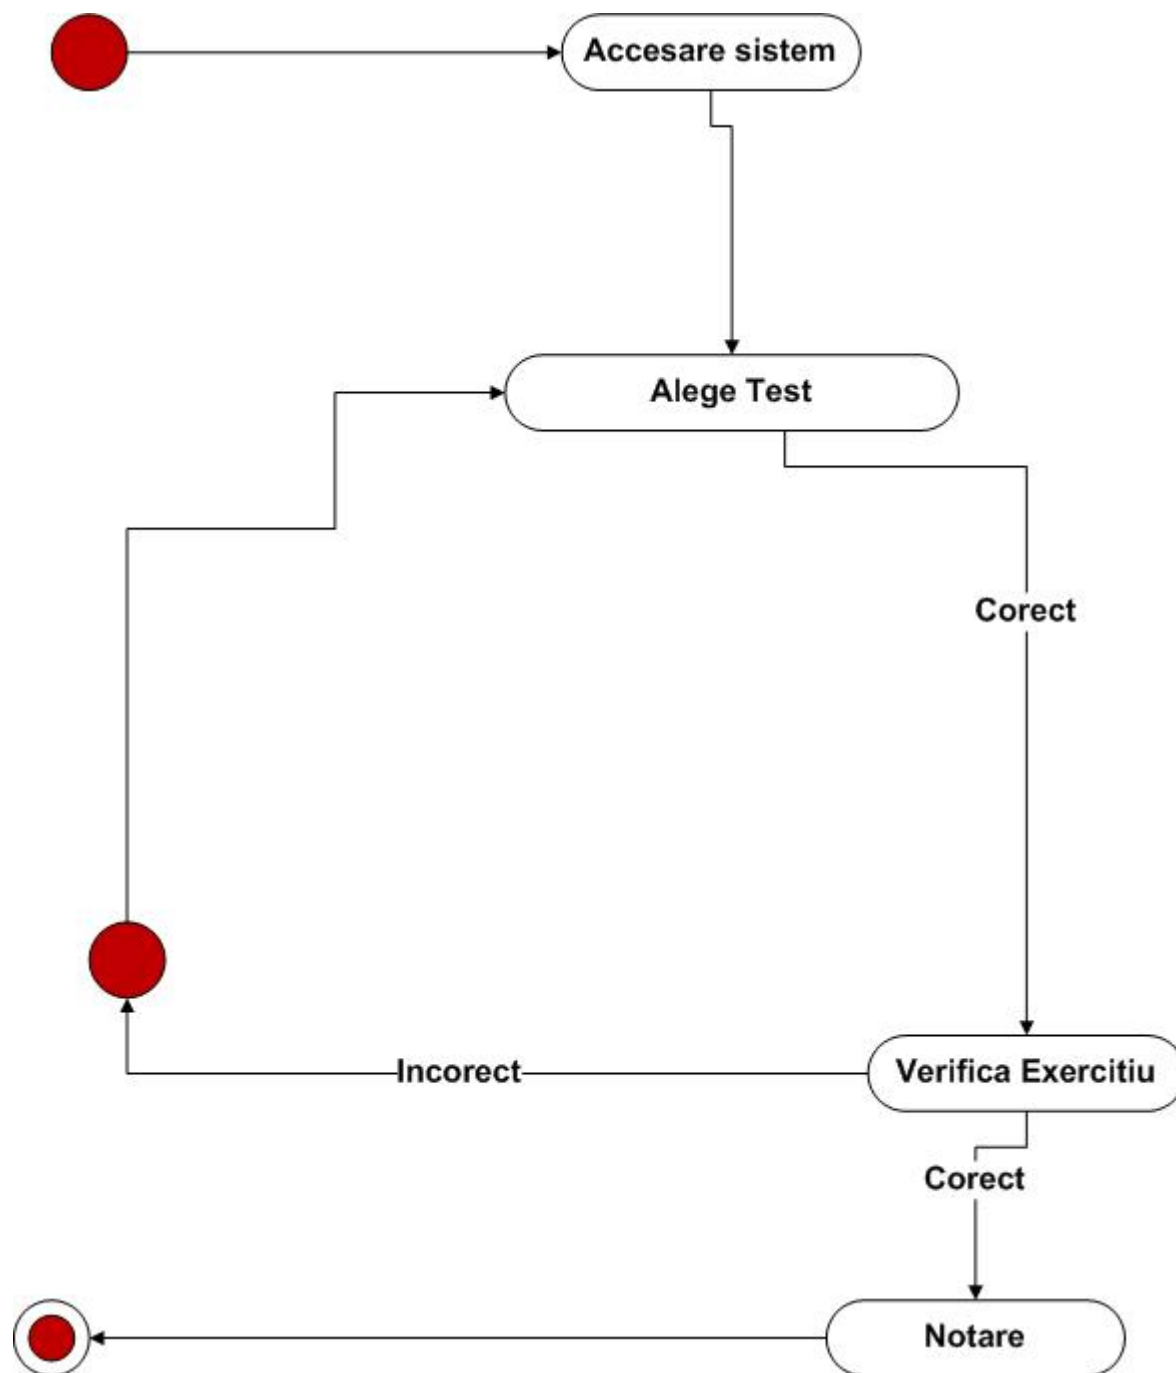 Accesare sistem
Alege Test
Corect
Incorect
Verifica Exercitiu
Corect
Notare